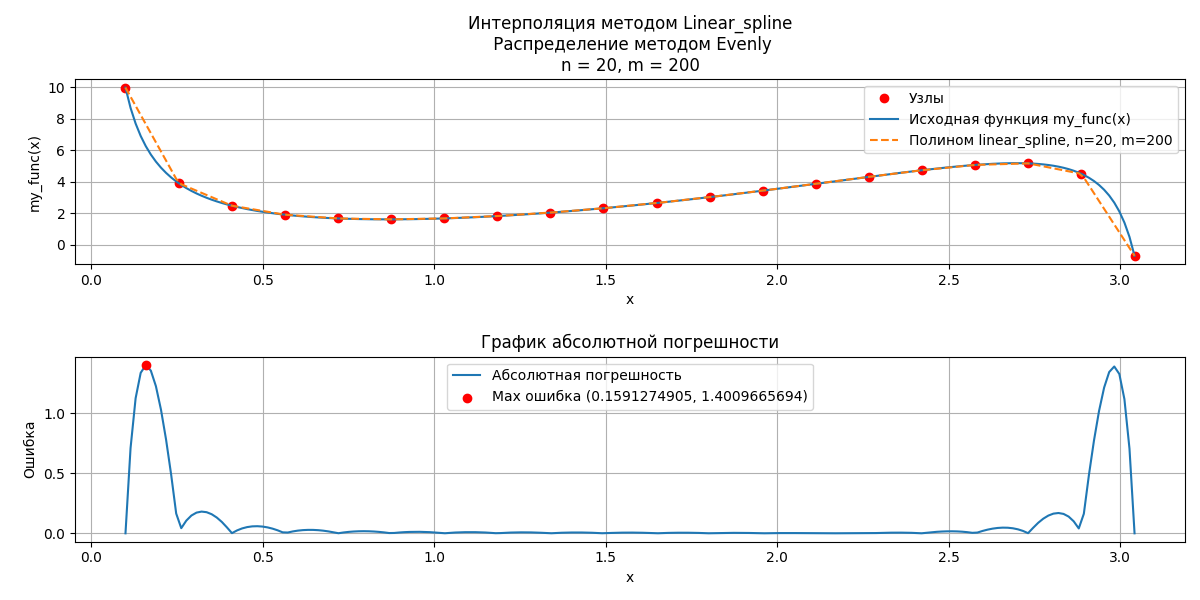 Интерполяция методом Linear_spline
Распределение методом Evenly
n = 20, m = 200
10
8
6
4
2
0
my_func(x)
Узлы
Исходная функция my_func(x)
Полином linear_spline, n=20, m=200
0.0 0.5 1.0 1.5 2.0 2.5 3.0
x
График абсолютной погрешности
1.0
0.5
0.0
Ошибка
Абсолютная погрешность
Max ошибка (0.1591274905, 1.4009665694)
0.0 0.5 1.0 1.5 2.0 2.5 3.0
x